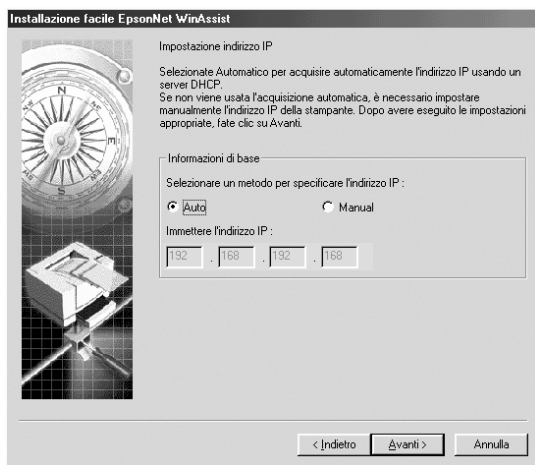 Installazione facile EpsonNet WinAssist
Impostazione indirizzo IP
Selezionate Automatico per acquisire automaticamente l'indirizzo IP usando un
server DHCP.
Se non viene usata l'acquisizione automatica, è necessario impostare
manualmente l'indirizzo IP della stampante. Dopo avere eseguito le impostazioni
appropriate, fate clic su Avanti.
Informazioni di base
Selezionare un metodo per specificare l'indirizzo IP :
Auto Manual
Immettere l'indirizzo IP :
192 . 168 . 192 . 168
N
E
S
< Indietro Avanti > Annulla